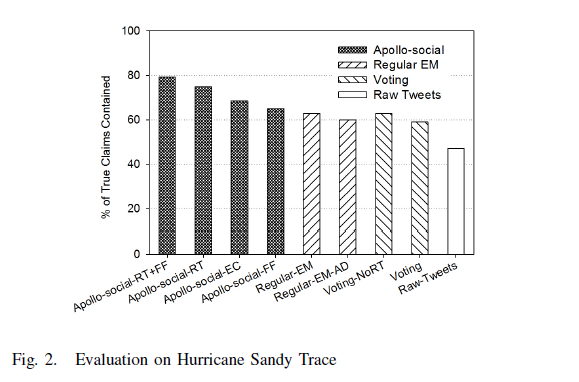 100
80
60
40
20
0
% of True Claims Contained
Apollo-social
Regular EM
Voting
Raw Tweets
Apollo-social-RT+FF
Apollo-social-RT
Apollo-social-EC
Apollo-social-FF
Regular-EM
Regular-EM-AD
Voting-NoRT
Voting
Raw-Tweets
Fig. 2. Evaluation on Hurricane Sandy Trace